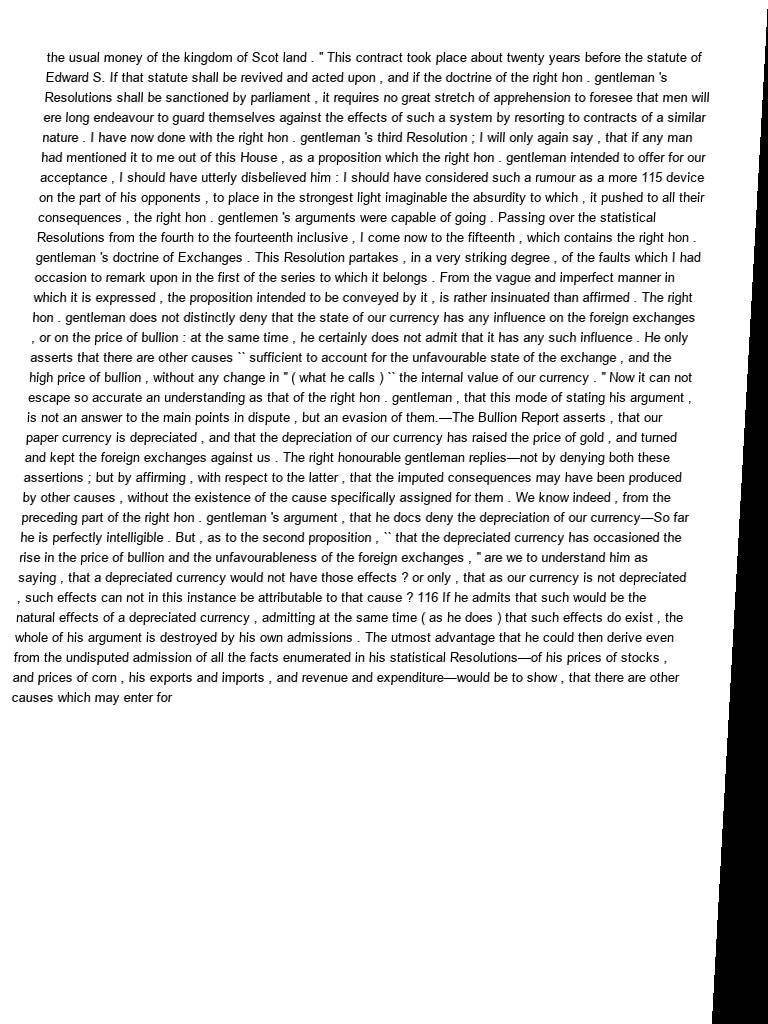 the usual money of the kingdom of Scot land . " This contract took place about twenty years before the statute of
Edward S. If that statute shall be revived and acted upon , and if the doctrine of the right hon . gentleman 's
Resolutions shall be sanctioned by parliament , it requires no great stretch of apprehension to foresee that men will
ere long endeavour to guard themselves against the effects of such a system by resorting to contracts of a similar
nature . I have now done with the right hon . gentleman 's third Resolution ; I will only again say , that if any man
had mentioned it to me out of this House , as a proposition which the right hon . gentleman intended to offer for our
acceptance , I should have utterly disbelieved him : I should have considered such a rumour as a more 115 device
on the part of his opponents , to place in the strongest light imaginable the absurdity to which , it pushed to all their
consequences , the right hon . gentlemen 's arguments were capable of going . Passing over the statistical
Resolutions from the fourth to the fourteenth inclusive , I come now to the fifteenth , which contains the right hon .
gentleman 's doctrine of Exchanges . This Resolution partakes , in a very striking degree , of the faults which I had
occasion to remark upon in the first of the series to which it belongs . From the vague and imperfect manner in
which it is expressed , the proposition intended to be conveyed by it , is rather insinuated than affirmed . The right
hon . gentleman does not distinctly deny that the state of our currency has any influence on the foreign exchanges
, or on the price of bullion : at the same time , he certainly does not admit that it has any such influence . He only
asserts that there are other causes `` sufficient to account for the unfavourable state of the exchange , and the
high price of bullion , without any change in " ( what he calls ) `` the internal value of our currency . " Now it can not
escape so accurate an understanding as that of the right hon . gentleman , that this mode of stating his argument ,
is not an answer to the main points in dispute , but an evasion of them.—The Bullion Report asserts , that our
paper currency is depreciated , and that the depreciation of our currency has raised the price of gold , and turned
and kept the foreign exchanges against us . The right honourable gentleman replies—not by denying both these
assertions ; but by affirming , with respect to the latter , that the imputed consequences may have been produced
by other causes , without the existence of the cause specifically assigned for them . We know indeed , from the
preceding part of the right hon . gentleman 's argument , that he docs deny the depreciation of our currency—So far
he is perfectly intelligible . But , as to the second proposition , `` that the depreciated currency has occasioned the
rise in the price of bullion and the unfavourableness of the foreign exchanges , " are we to understand him as
saying , that a depreciated currency would not have those effects ? or only , that as our currency is not depreciated
, such effects can not in this instance be attributable to that cause ? 116 If he admits that such would be the
natural effects of a depreciated currency , admitting at the same time ( as he does ) that such effects do exist , the
whole of his argument is destroyed by his own admissions . The utmost advantage that he could then derive even
from the undisputed admission of all the facts enumerated in his statistical Resolutions—of his prices of stocks ,
and prices of corn , his exports and imports , and revenue and expenditure—would be to show , that there are other
causes which may enter for